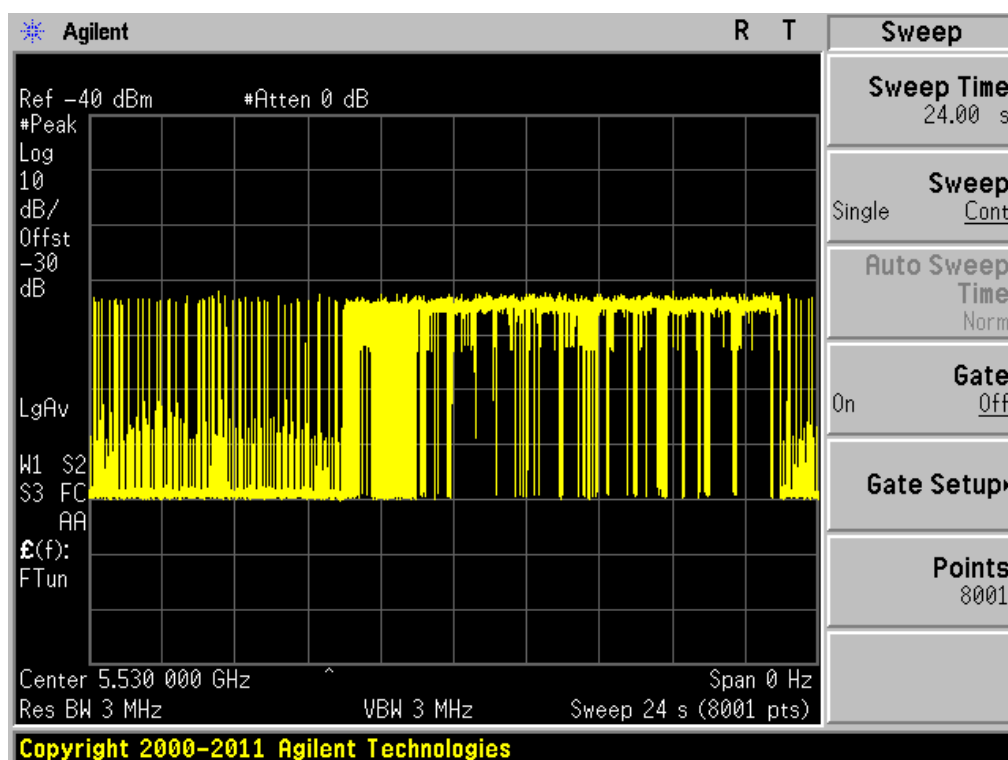 Agilent R T Sweep
Ref -40 dBm #Atten 0 dB
#Peak
Log
10
dB/
Offst
-30
dB
LgAv
W1 S2
S3 FC
AA
£(f):
FTun
Center 5.530 000 GHz ^ Span 0 Hz
Res BW 3 MHz VBW 3 MHz Sweep 24 s (8001 pts)
Copyright 2000-2011 Agilent Technologies
Sweep Time
24.00 s
Sweep
Single Cont
Auto Sweep
Time
Norm
Gate
On Off
Gate Setup
Points
8001